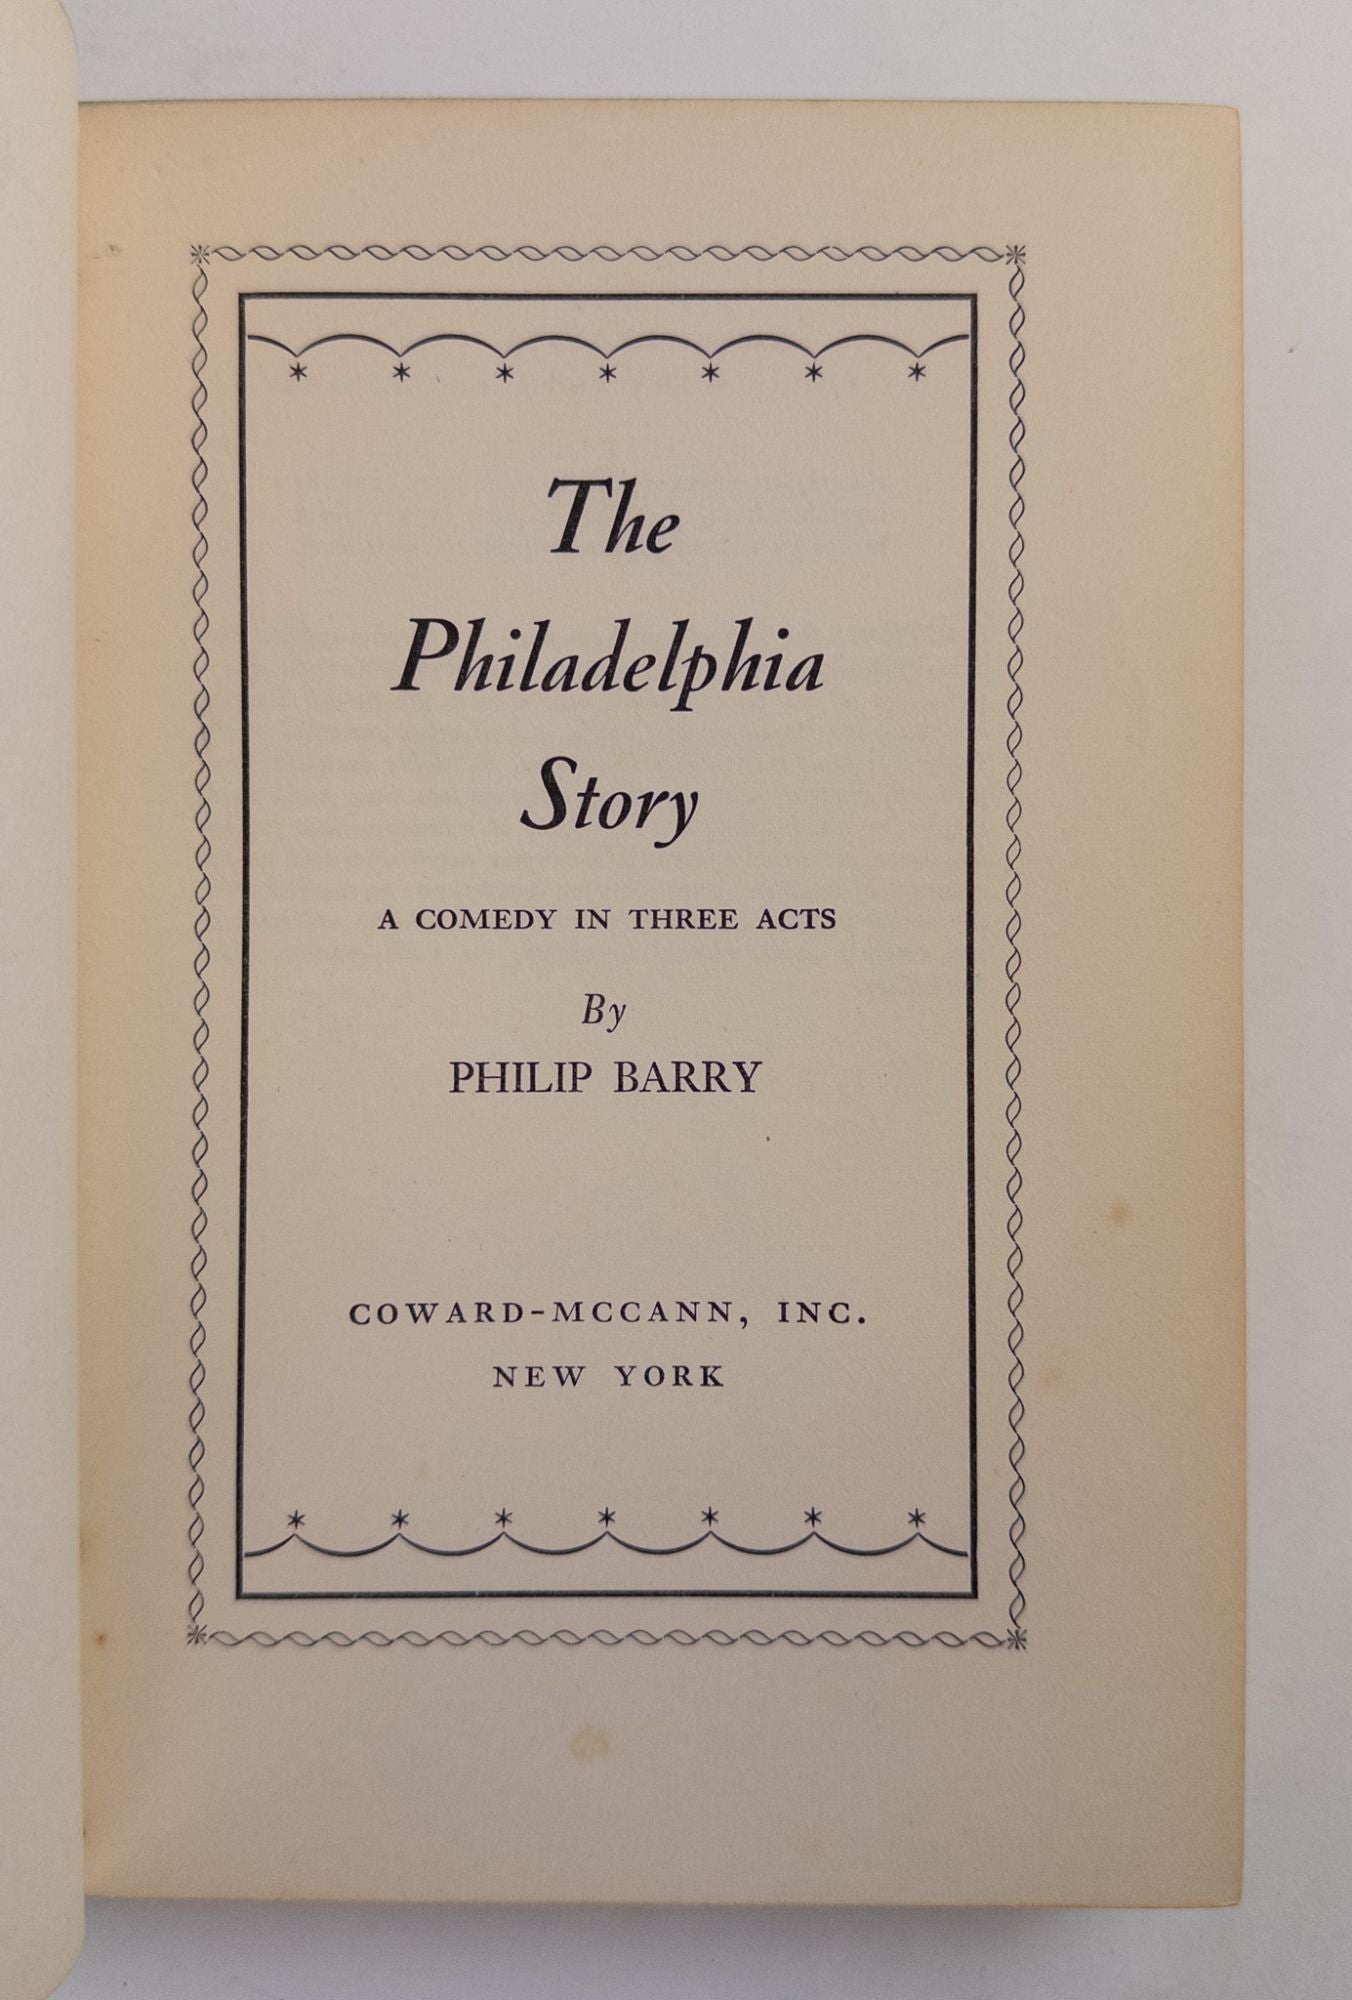 The
Philadelphia
Story
A COMEDY IN THREE ACTS
By
PHILIP BARRY
COWARD-MCCANN, INC.
NEW YORK